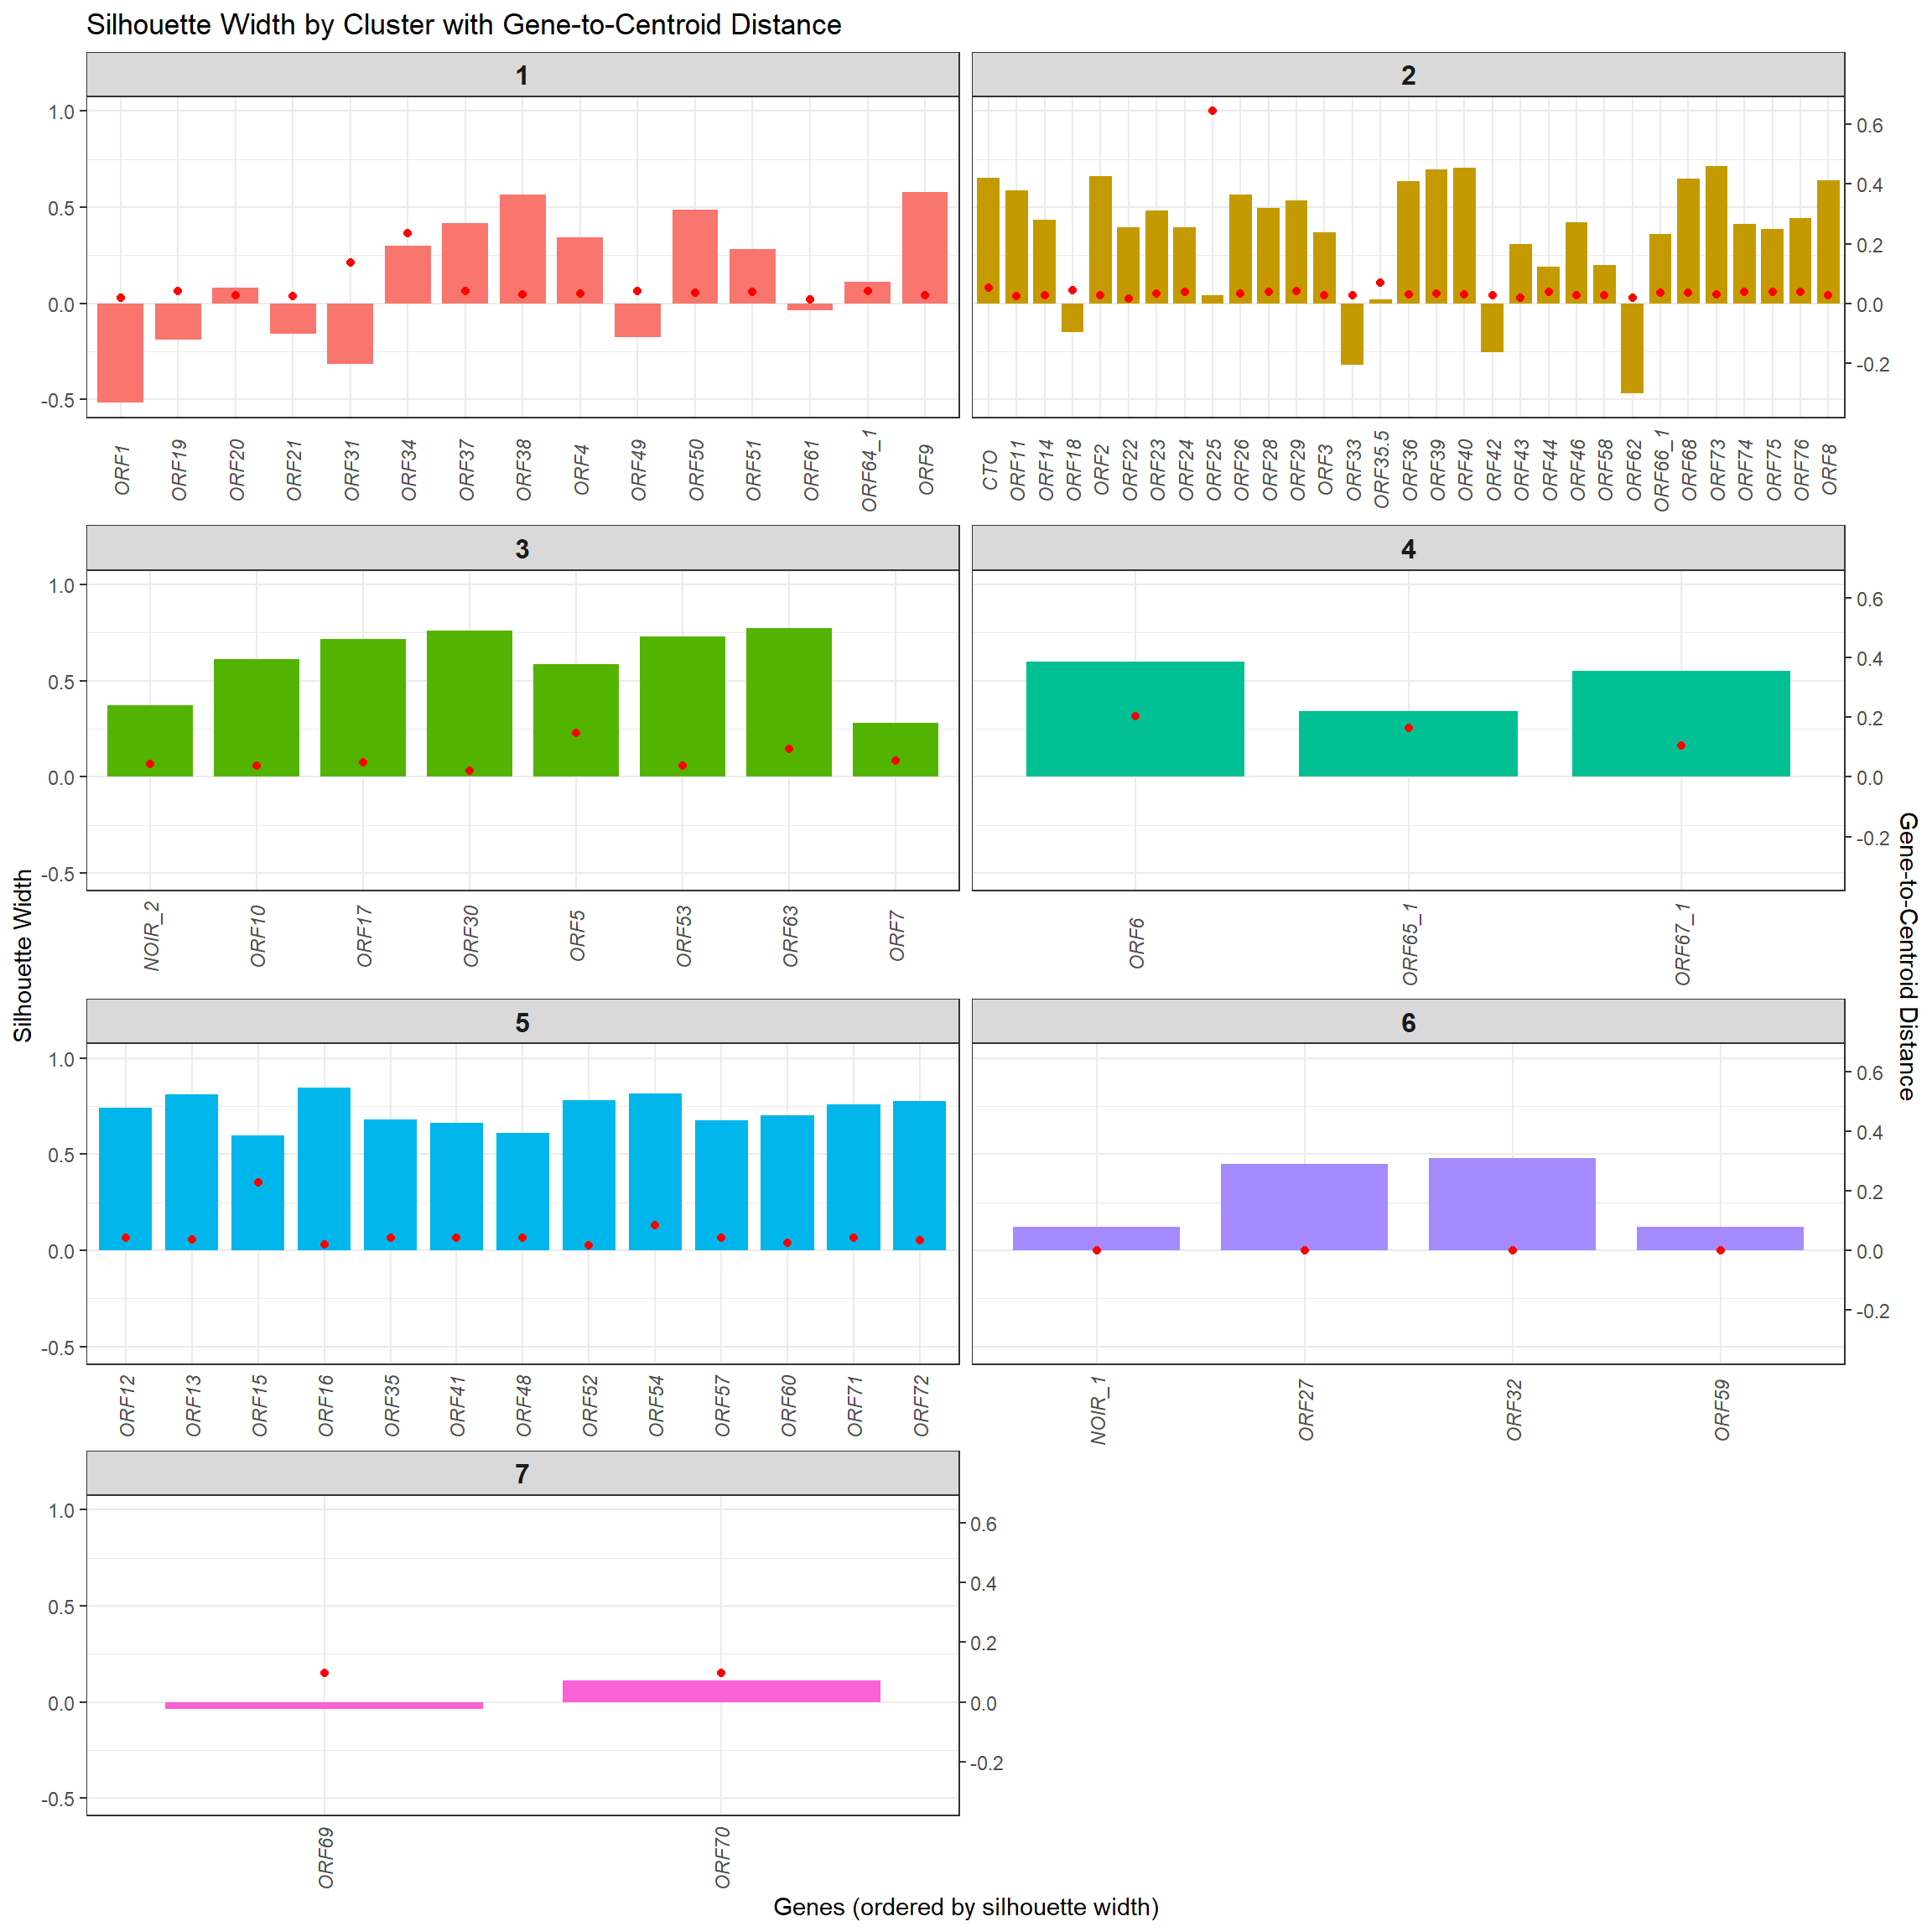 Silhouette Width by Cluster with Gene-to-Centroid Distance
1
2
1.0
0.5
0.0
-0.5
0.6
0.4
0.2
0.0
-0.2
ORF1
ORF19
ORF20
ORF21
ORF31
ORF34
ORF37
ORF38
ORF4
ORF49
ORF50
ORF51
ORF61
ORF64_1
ORF9
CTO
ORF11
ORF14
ORF18
ORF2
ORF22
ORF23
ORF24
ORF25
ORF26
ORF28
ORF29
ORF3
ORF33
ORF35.5
ORF36
ORF39
ORF40
ORF42
ORF43
ORF44
ORF46
ORF58
ORF62
ORF66_1
ORF68
ORF73
ORF74
ORF75
ORF76
ORF8
3
4
1.0
0.5
0.0
-0.5
0.6
0.4
0.2
0.0
-0.2
NOIR_2
ORF10
ORF17
ORF30
ORF5
ORF53
ORF63
ORF7
ORF6
ORF65_1
ORF67_1
Silhouette Width
Gene-to-Centroid Distance
5
6
1.0
0.5
0.0
-0.5
0.6
0.4
0.2
0.0
-0.2
ORF12
ORF13
ORF15
ORF16
ORF35
ORF41
ORF48
ORF52
ORF54
ORF57
ORF60
ORF71
ORF72
NOIR_1
ORF27
ORF32
ORF59
7
1.0
0.5
0.0
-0.5
0.6
0.4
0.2
0.0
-0.2
ORF69
ORF70
Genes (ordered by silhouette width)